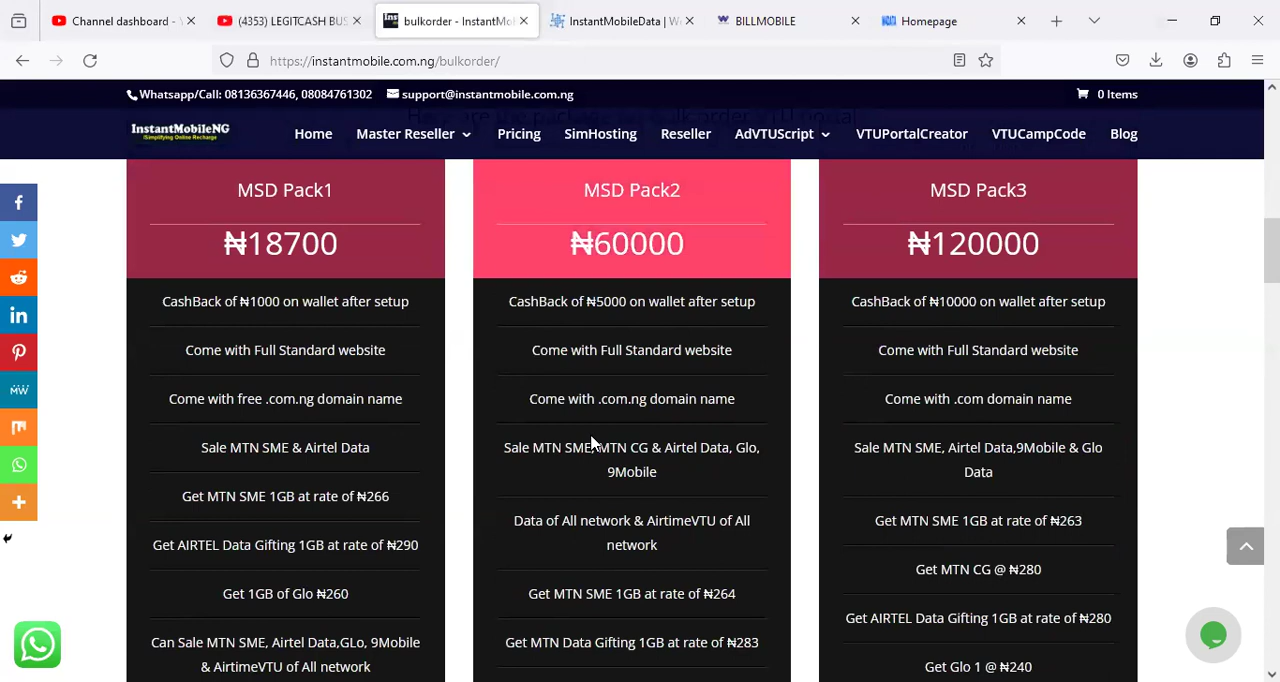 Channel dashboard -
(4353) LEGITCASH BUS
bulkorder - InstantMo
InstantMobileData | W
BILLMOBILE
Homepage
https://instantmobile.com.ng/bulkorder/
Whatsapp/Call: 08136367446, 08084761302
support@instantmobile.com.ng
0 Items
InstantMobileNG
Home
Master Reseller
Pricing
SimHosting
Reseller
AdVTUScript
VTUPortalCreator
VTUCampCode
Blog
MSD Pack1
₦18700
CashBack of ₦1000 on wallet after setup
Come with Full Standard website
Come with free .com.ng domain name
Sale MTN SME & Airtel Data
Get MTN SME 1GB at rate of ₦266
Get AIRTEL Data Gifting 1GB at rate of ₦290
Get 1GB of Glo ₦260
Can Sale MTN SME, Airtel Data,GLo, 9Mobile
& AirtimeVTU of All network
MSD Pack2
₦60000
CashBack of ₦5000 on wallet after setup
Come with Full Standard website
Come with .com.ng domain name
Sale MTN SME,MTN CG & Airtel Data, Glo,
9Mobile
Data of All network & AirtimeVTU of All
network
Get MTN SME 1GB at rate of ₦264
Get MTN Data Gifting 1GB at rate of ₦283
MSD Pack3
₦120000
CashBack of ₦10000 on wallet after setup
Come with Full Standard website
Come with .com domain name
Sale MTN SME, Airtel Data,9Mobile & Glo
Data
Get MTN SME 1GB at rate of ₦263
Get MTN CG @ ₦280
Get AIRTEL Data Gifting 1GB at rate of ₦280
Get Glo 1 @ ₦240